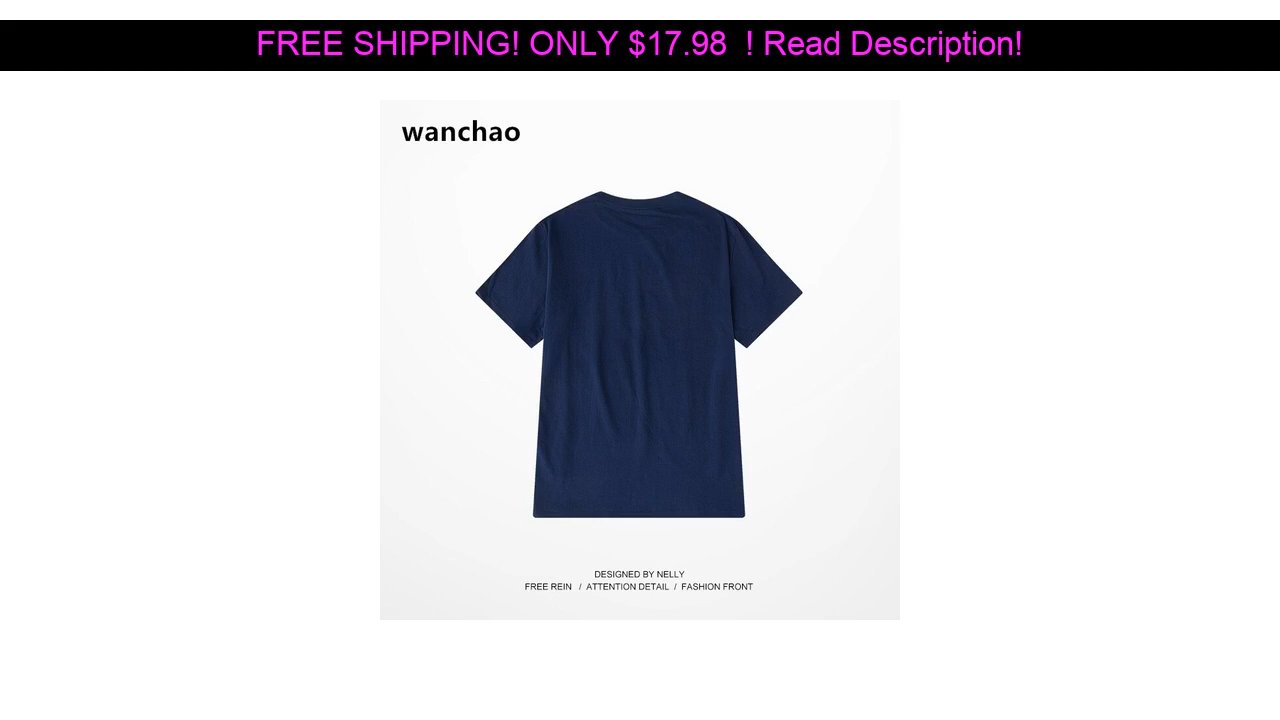 FREE SHIPPING! ONLY $17.98  ! Read Description!
wanchao
DESIGNED BY NELLY
FREE REIN  /  ATTENTION DETAIL  /  FASHION FRONT